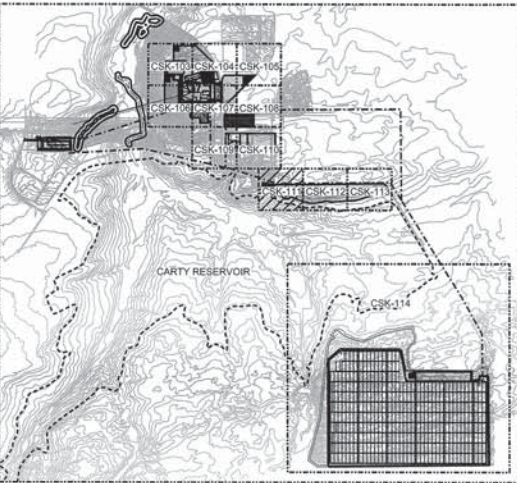 CSK-103 CSK-104 CSK-105
CSK-106 CSK-107 CSK-108
CSK-109 CSK-110
CSK-111 CSK-112 CSK-113
CARTY RESERVOIR
CSK-114